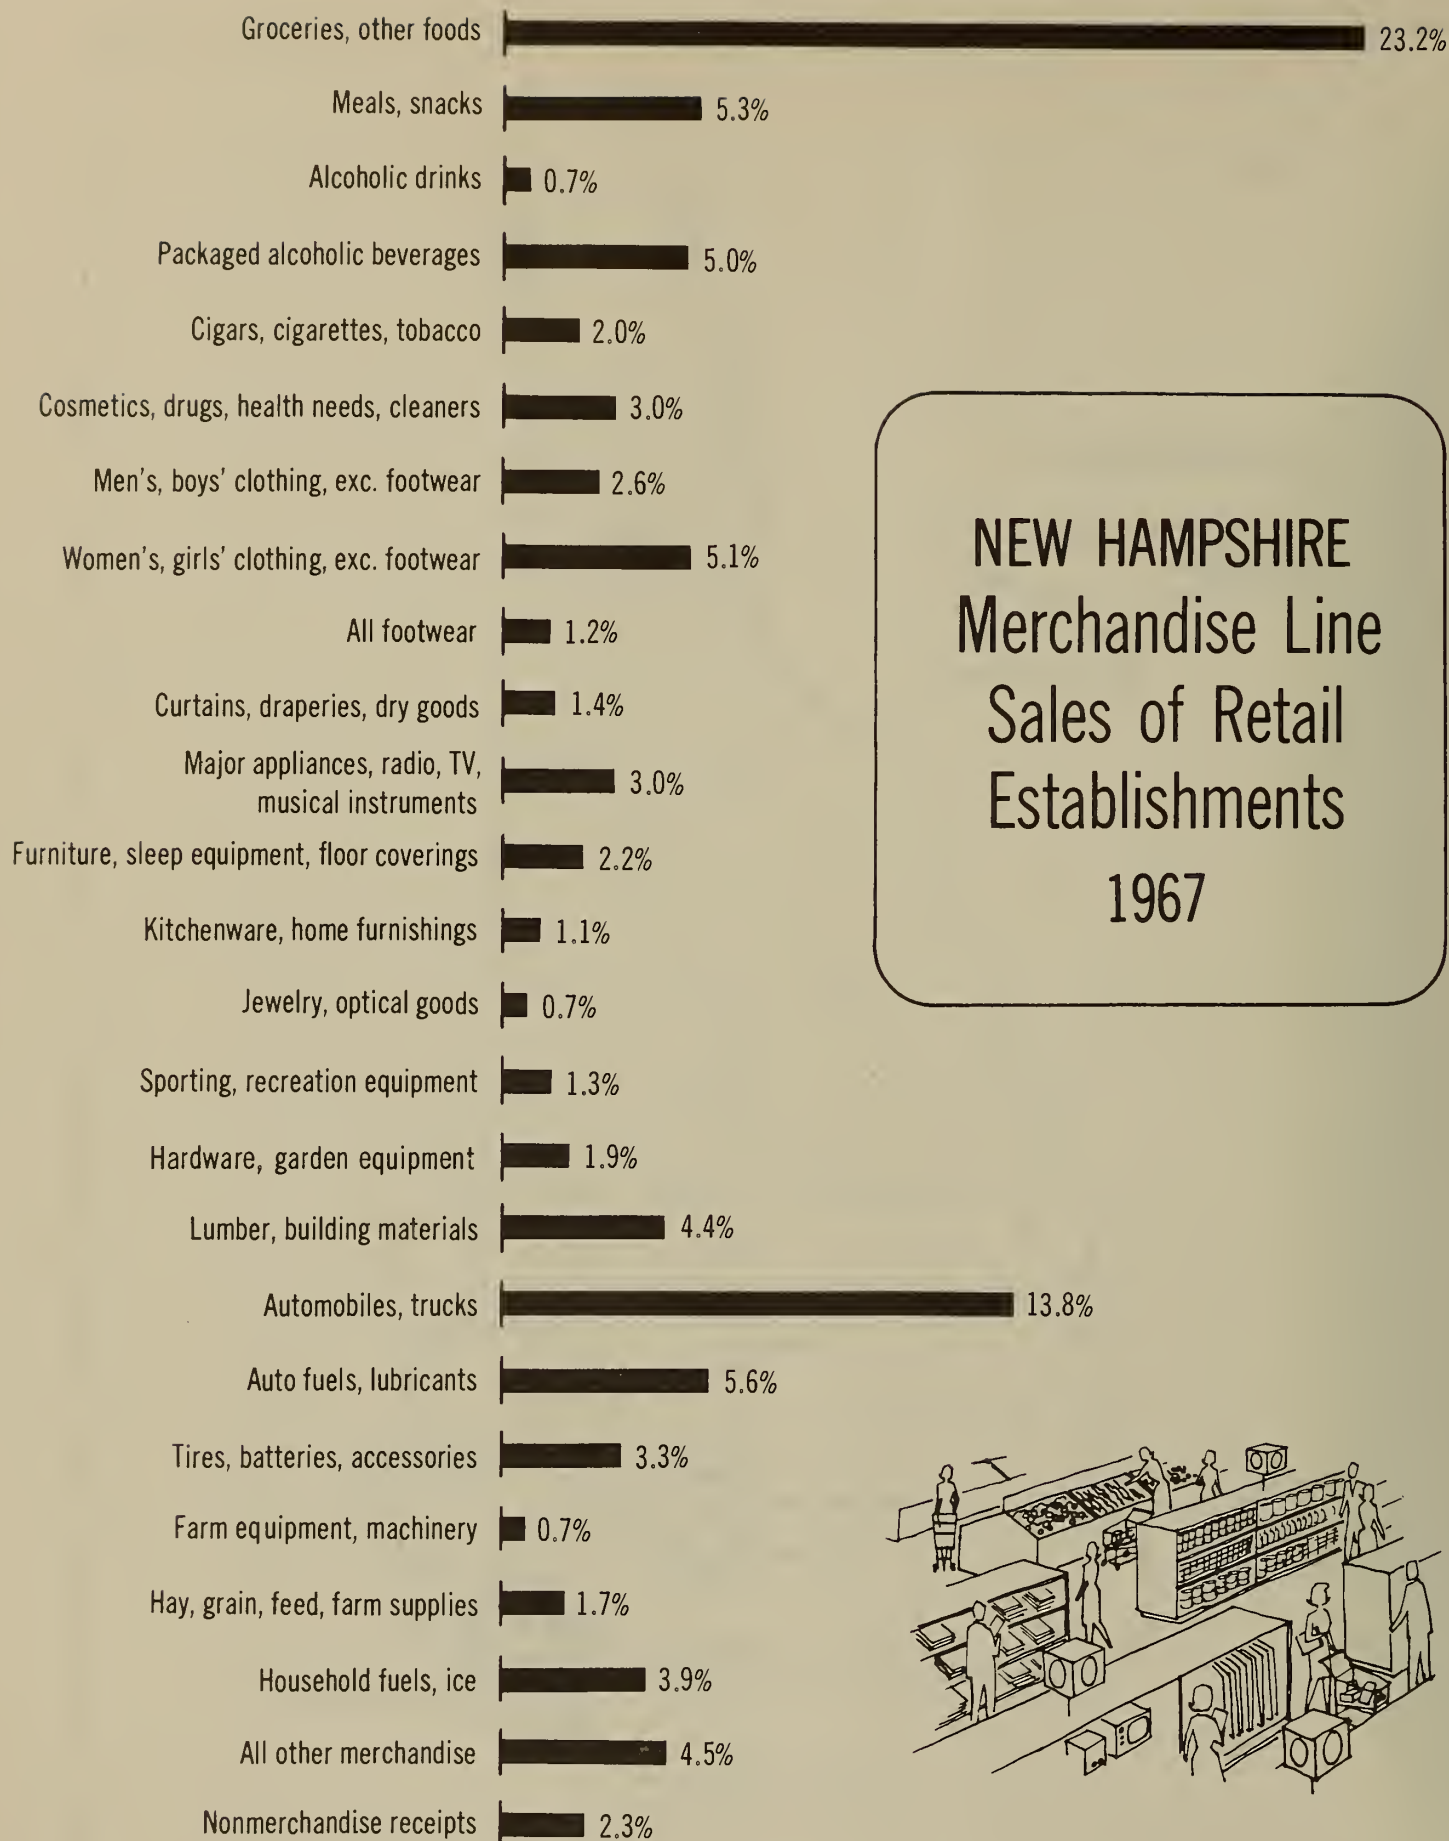 Groceries, other foods 23.2%
Meals, snacks 5.3%
Alcoholic drinks 0.7%
Packaged alcoholic beverages 5.0%
Cigars, cigarettes, tobacco 2.0%
Cosmetics, drugs, health needs, cleaners 3.0%
Men's, boys' clothing, exc. footwear 2.6%
Women's, girls' clothing, exc. footwear 5.1%
All footwear 1.2%
Curtains, draperies, dry goods 1.4%
Major appliances, radio, TV,
musical instruments 3.0%
Furniture, sleep equipment, floor coverings 2.2%
Kitchenware, home furnishings 1.1%
Jewelry, optical goods 0.7%
Sporting, recreation equipment 1.3%
Hardware, garden equipment 1.9%
Lumber, building materials 4.4%
Automobiles, trucks 13.8%
Auto fuels, lubricants 5.6%
Tires, batteries, accessories 3.3%
Farm equipment, machinery 0.7%
Hay, grain, feed, farm supplies 1.7%
Household fuels, ice 3.9%
All other merchandise 4.5%
Nonmerchandise receipts 2.3%
NEW HAMPSHIRE
Merchandise Line
Sales of Retail
Establishments
1967